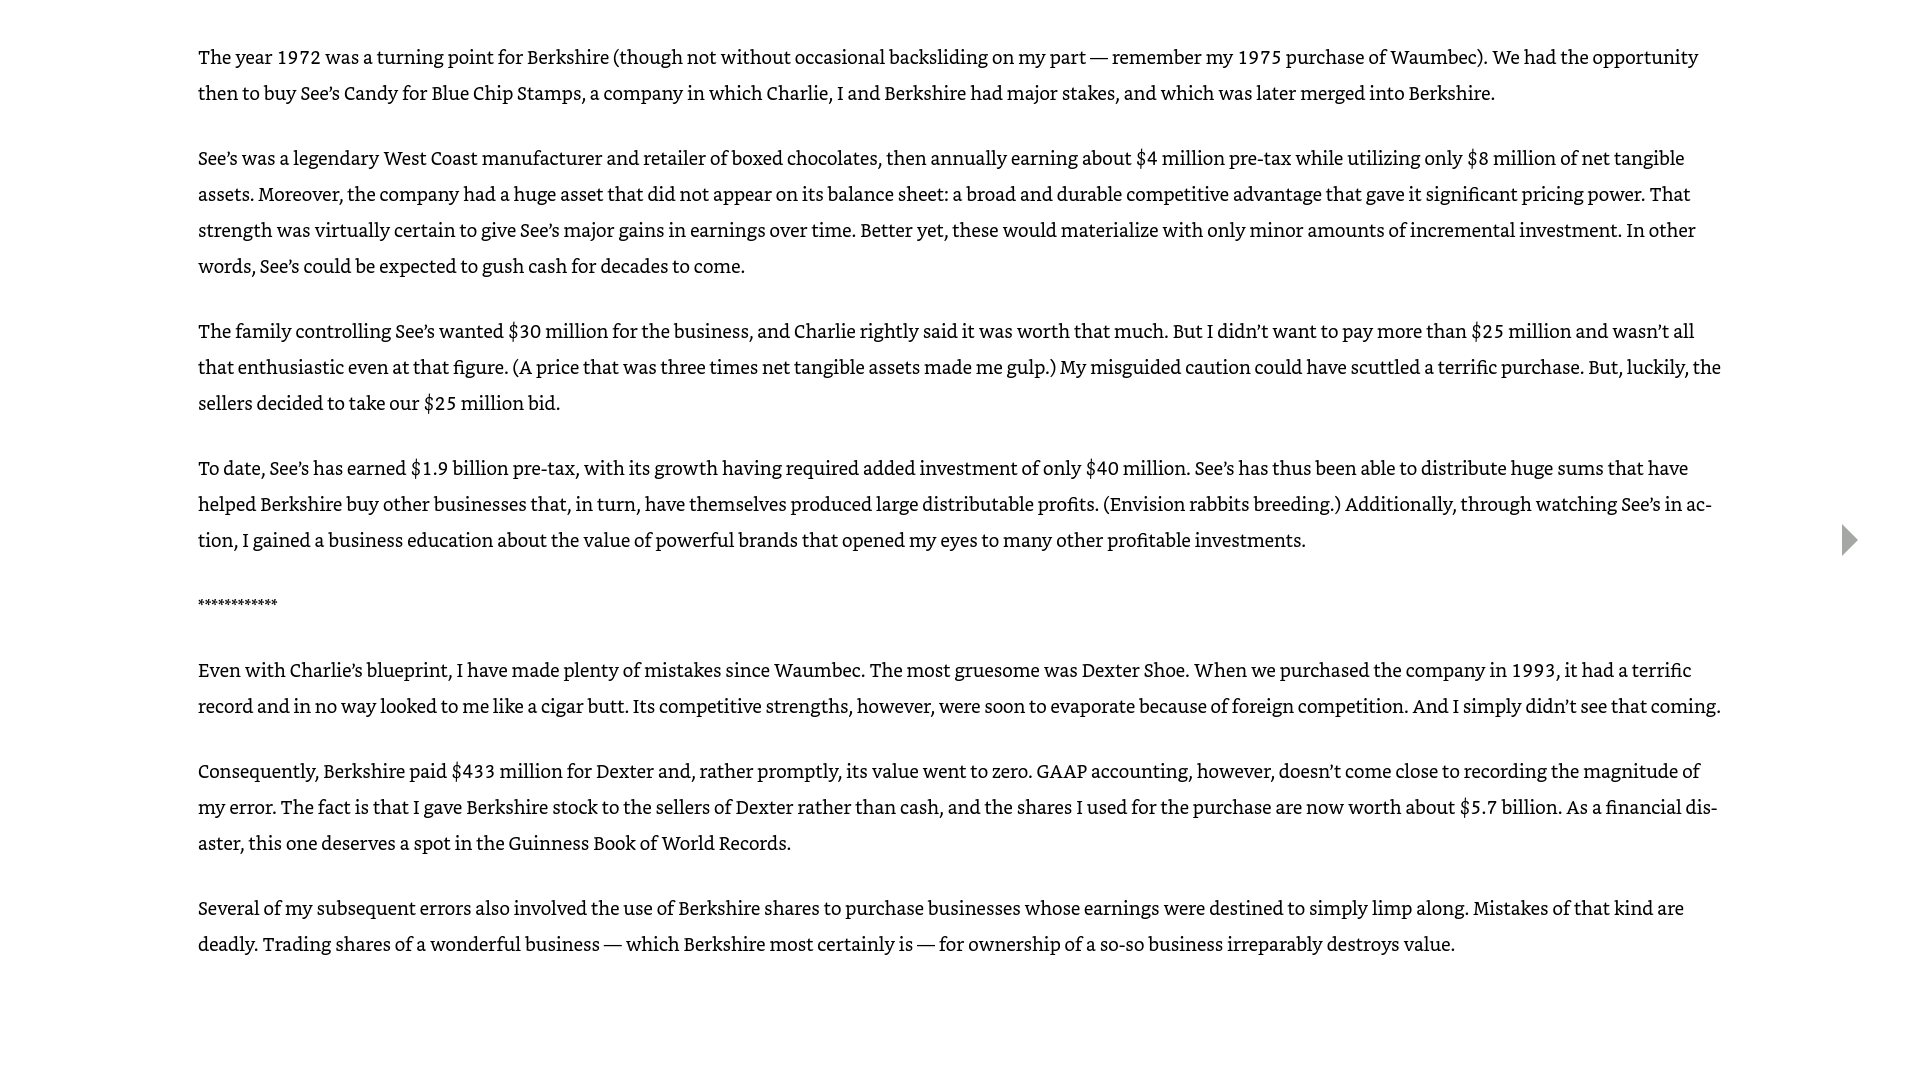 The year 1972 was a turning point for Berkshire (though not without occasional backsliding on my part — remember my 1975 purchase of Waumbec). We had the opportunity
then to buy See’s Candy for Blue Chip Stamps, a company in which Charlie, I and Berkshire had major stakes, and which was later merged into Berkshire.
See’s was a legendary West Coast manufacturer and retailer of boxed chocolates, then annually earning about $4 million pre-tax while utilizing only $8 million of net tangible
assets. Moreover, the company had a huge asset that did not appear on its balance sheet: a broad and durable competitive advantage that gave it significant pricing power. That
strength was virtually certain to give See’s major gains in earnings over time. Better yet, these would materialize with only minor amounts of incremental investment. In other
words, See’s could be expected to gush cash for decades to come.
The family controlling See’s wanted $30 million for the business, and Charlie rightly said it was worth that much. But I didn’t want to pay more than $25 million and wasn’t all
that enthusiastic even at that figure. (A price that was three times net tangible assets made me gulp.) My misguided caution could have scuttled a terrific purchase. But, luckily, the
sellers decided to take our $25 million bid.
To date, See’s has earned $1.9 billion pre-tax, with its growth having required added investment of only $40 million. See’s has thus been able to distribute huge sums that have
helped Berkshire buy other businesses that, in turn, have themselves produced large distributable profits. (Envision rabbits breeding.) Additionally, through watching See’s in ac-
tion, I gained a business education about the value of powerful brands that opened my eyes to many other profitable investments.
************
Even with Charlie’s blueprint, I have made plenty of mistakes since Waumbec. The most gruesome was Dexter Shoe. When we purchased the company in 1993, it had a terrific
record and in no way looked to me like a cigar butt. Its competitive strengths, however, were soon to evaporate because of foreign competition. And I simply didn’t see that coming.
Consequently, Berkshire paid $433 million for Dexter and, rather promptly, its value went to zero. GAAP accounting, however, doesn’t come close to recording the magnitude of
my error. The fact is that I gave Berkshire stock to the sellers of Dexter rather than cash, and the shares I used for the purchase are now worth about $5.7 billion. As a financial dis-
aster, this one deserves a spot in the Guinness Book of World Records.
Several of my subsequent errors also involved the use of Berkshire shares to purchase businesses whose earnings were destined to simply limp along. Mistakes of that kind are
deadly. Trading shares of a wonderful business — which Berkshire most certainly is — for ownership of a so-so business irreparably destroys value.